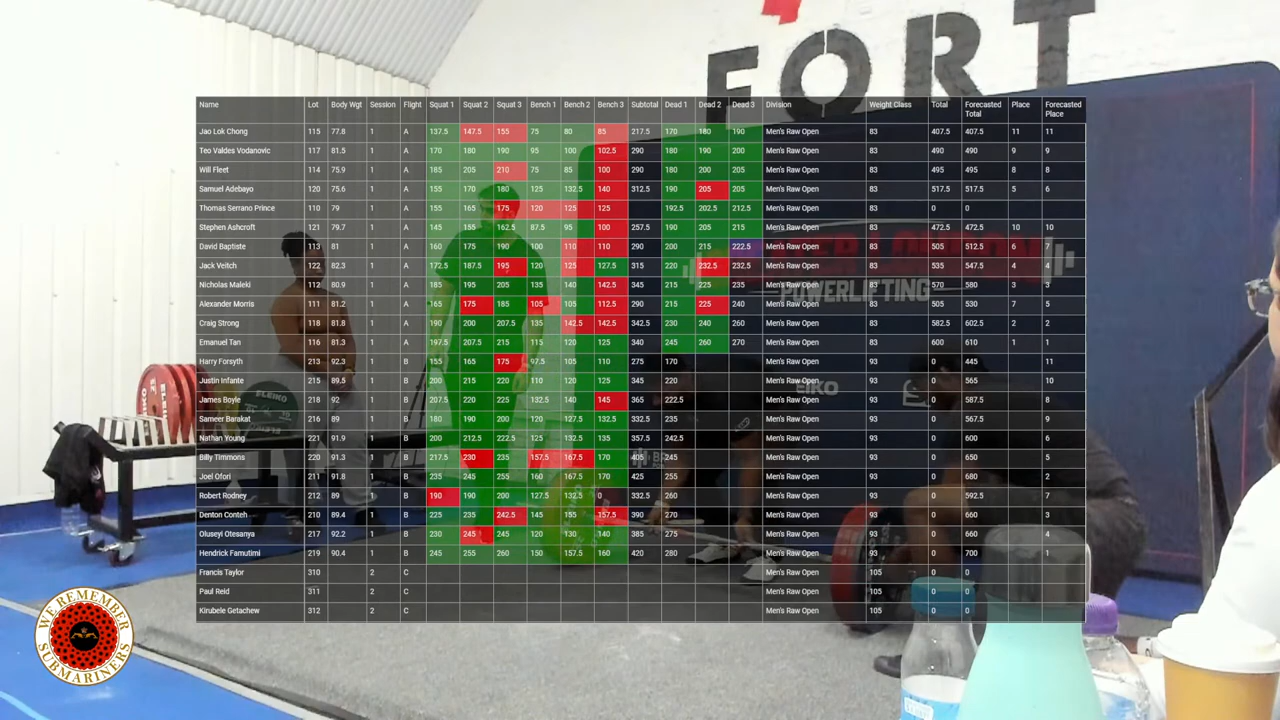 FORT
Name Lot Body Wgt Session Flight Squat 1 Squat 2 Squat 3 Bench 1 Bench 2 Bench 3 Subtotal Dead 1 Dead 2 Dead 3 Division Weight Class Total Forecasted Total Place Forecasted Place
Jao Lok Chong 115 77.8 1 A 137.5 147.5 155 75 80 85 217.5 170 180 190 Men's Raw Open 83 407.5 407.5 11 11
Teo Valdes Vodanovic 117 81.5 1 A 170 180 190 95 100 102.5 290 180 190 200 Men's Raw Open 83 490 490 9 9
Will Fleet 114 75.9 1 A 185 205 210 75 85 100 290 180 200 205 Men's Raw Open 83 495 495 8 8
Samuel Adebayo 120 75.6 1 A 155 170 180 125 132.5 140 312.5 190 205 205 Men's Raw Open 83 517.5 517.5 5 6
Thomas Serrano Prince 110 79 1 A 155 165 175 120 125 125 192.5 202.5 212.5 Men's Raw Open 83 0 0
Stephen Ashcroft 121 79.7 1 A 145 155 162.5 87.5 95 100 257.5 190 205 215 Men's Raw Open 83 472.5 472.5 10 10
David Baptiste 113 81 1 A 160 175 190 100 110 110 290 200 215 222.5 Men's Raw Open 83 505 512.5 6 7
Jack Veitch 122 82.3 1 A 172.5 187.5 195 120 125 127.5 315 220 232.5 232.5 Men's Raw Open 83 535 547.5 4 4
Nicholas Maleki 112 80.9 1 A 185 195 205 135 140 142.5 345 215 225 235 Men's Raw Open 83 570 580 3 3
POWERLIFTING
Alexander Morris 111 81.2 1 A 165 175 185 105 105 112.5 290 215 225 240 Men's Raw Open 83 505 530 7 5
Craig Strong 118 81.8 1 A 190 200 207.5 135 142.5 142.5 342.5 230 240 260 Men's Raw Open 83 582.5 602.5 2 2
Emanuel Tan 116 81.3 1 A 197.5 207.5 215 115 120 125 340 245 260 270 Men's Raw Open 83 600 610 1 1
Harry Forsyth 213 92.3 1 B 155 165 175 97.5 105 110 275 170 Men's Raw Open 93 0 445 11
Justin Infante 215 89.5 1 B 200 215 220 110 120 125 345 220 Men's Raw Open 93 0 565 10
ELEIKO
EIKO
James Boyle 218 92 1 B 207.5 220 225 132.5 140 145 365 222.5 Men's Raw Open 93 0 587.5 8
Sameer Barakat 216 89 1 B 180 190 200 120 127.5 132.5 332.5 235 Men's Raw Open 93 0 567.5 9
Nathan Young 221 91.9 1 B 200 212.5 222.5 125 132.5 135 357.5 242.5 Men's Raw Open 93 0 600 6
Billy Timmons 220 91.3 1 B 217.5 230 235 157.5 167.5 170 405 245 Men's Raw Open 93 0 650 5
Joel Ofori 211 91.8 1 B 235 245 255 160 167.5 170 425 255 Men's Raw Open 93 0 680 2
Robert Rodney 212 89 1 B 190 190 200 127.5 132.5 0 332.5 260 Men's Raw Open 93 0 592.5 7
Denton Conteh 210 89.4 1 B 225 235 242.5 145 155 157.5 390 270 Men's Raw Open 93 0 660 3
Oluseyi Otesanya 217 92.2 1 B 230 245 245 120 130 140 385 275 Men's Raw Open 93 0 660 4
Hendrick Famutimi 219 90.4 1 B 245 255 260 150 157.5 160 420 280 Men's Raw Open 93 0 700 1
Francis Taylor 310 2 C Men's Raw Open 105 0 0
Paul Reid 311 2 C Men's Raw Open 105 0 0
Kirubele Getachew 312 2 C Men's Raw Open 105 0 0
WE REMEMBER
SUBMARINERS